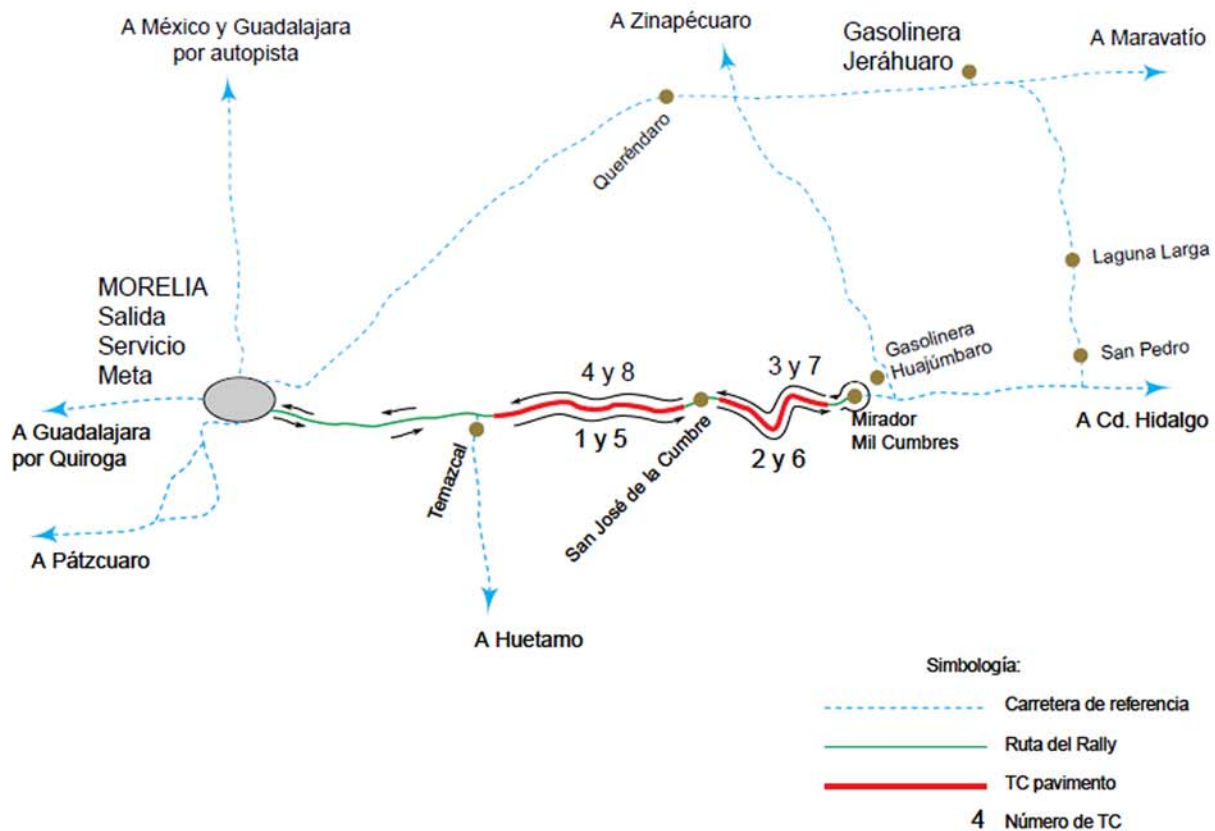 A México y Guadalajara
por autopista
A Zinapécuaro
Gasolinera
Jeráhuaro
A Maravatío
Queréndaro
MORELIA
Salida
Servicio
Meta
Laguna Larga
San Pedro
Gasolinera
Huajúmbaro
4 y 8
3 y 7
1 y 5
2 y 6
Mirador
Mil Cumbres
A Cd. Hidalgo
A Guadalajara
por Quiroga
Temazcal
San José de la Cumbre
A Pátzcuaro
A Huetamo
Simbología:
Carretera de referencia
Ruta del Rally
TC pavimento
4 Número de TC